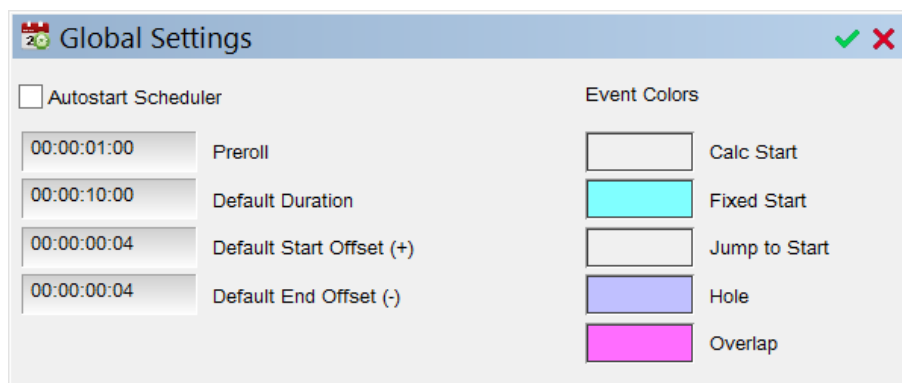 Global Settings
Autostart Scheduler
Event Colors
00:00:01:00 Preroll
Calc Start
00:00:10:00 Default Duration
Fixed Start
00:00:00:04 Default Start Offset (+)
Jump to Start
00:00:00:04 Default End Offset (-)
Hole
Overlap